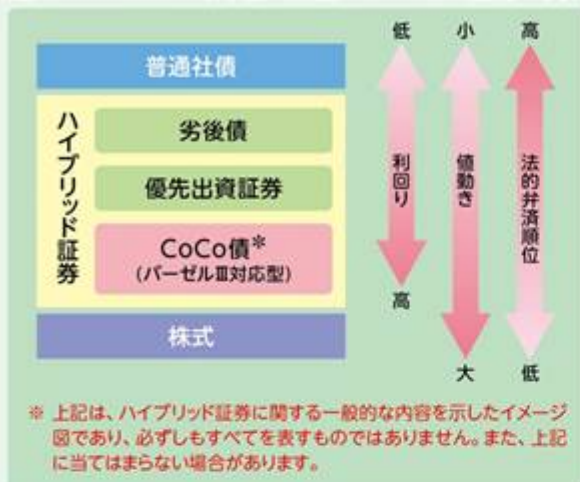 低 小 高
普通社債
ハイブリッド証券
劣後債
優先出資証券
CoCo債*
(バーゼルⅢ対応型)
株式
利回り
値動き
法的弁済順位
高
大 低
※ 上記は、ハイブリッド証券に関する一般的な内容を示したイメージ
図であり、必ずしもすべてを表すものではありません。また、上記
に当てはまらない場合があります。